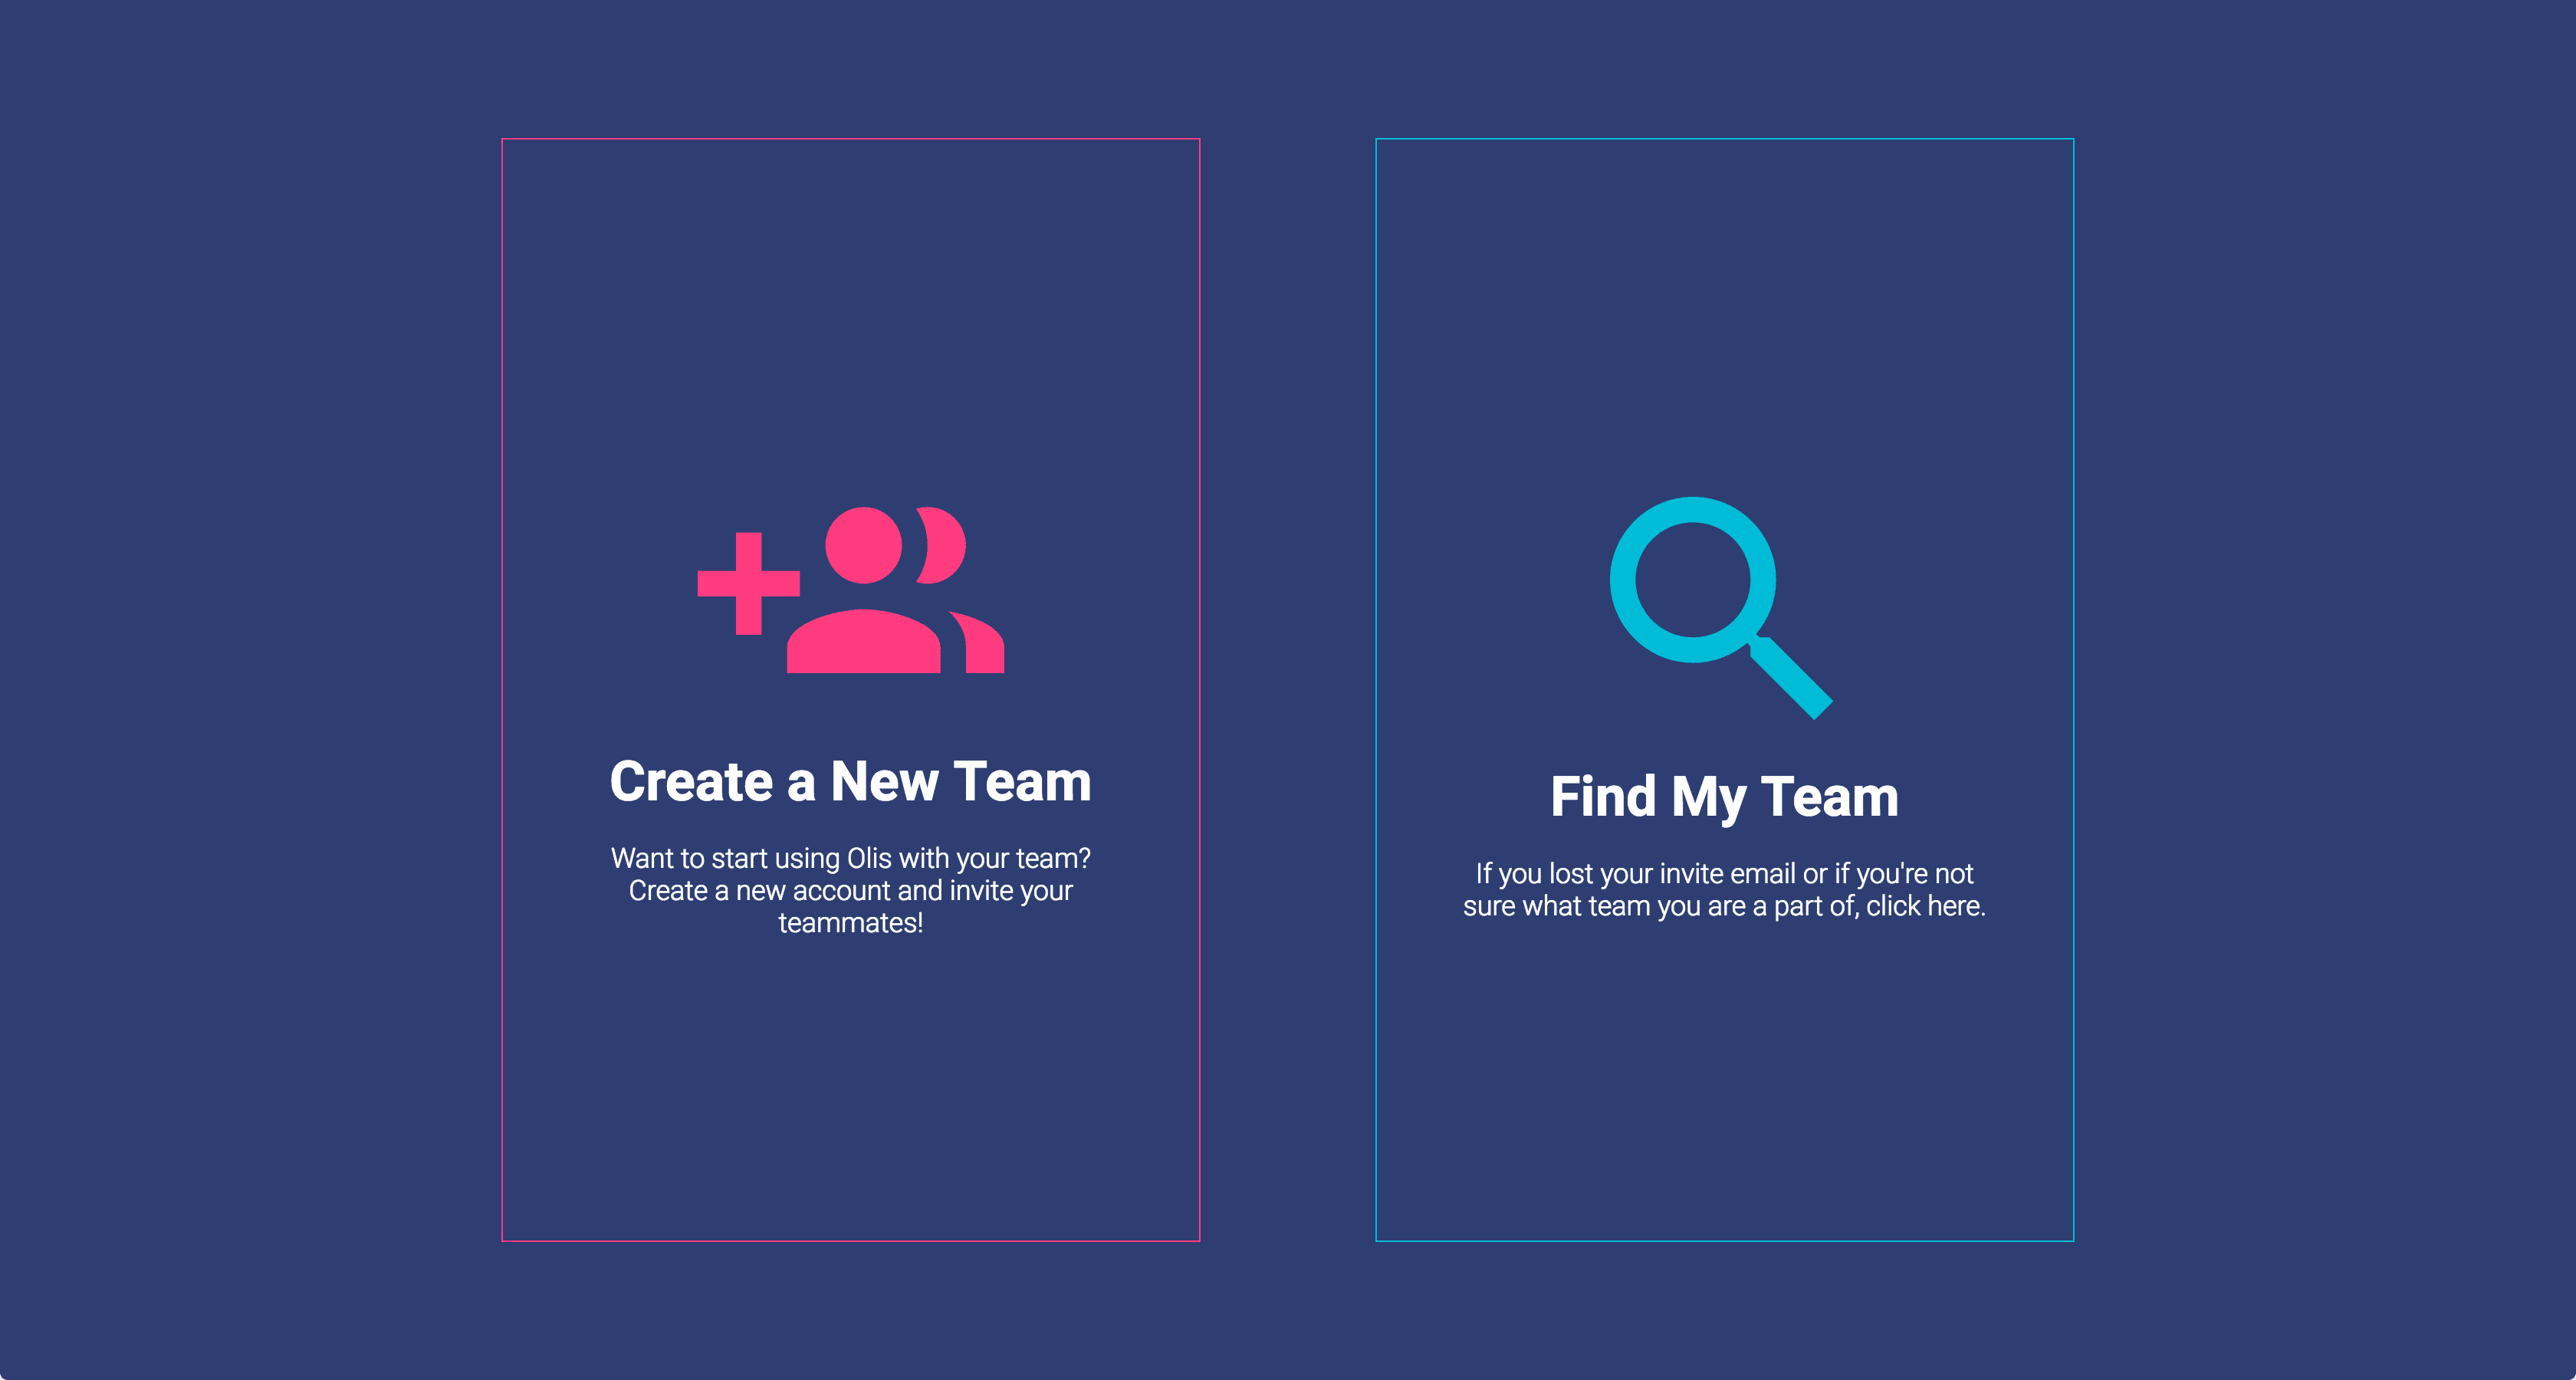 Create a New Team
Want to start using Olis with your team?
Create a new account and invite your
teammates!
Find My Team
If you lost your invite email or if you're not
sure what team you are a part of, click here.